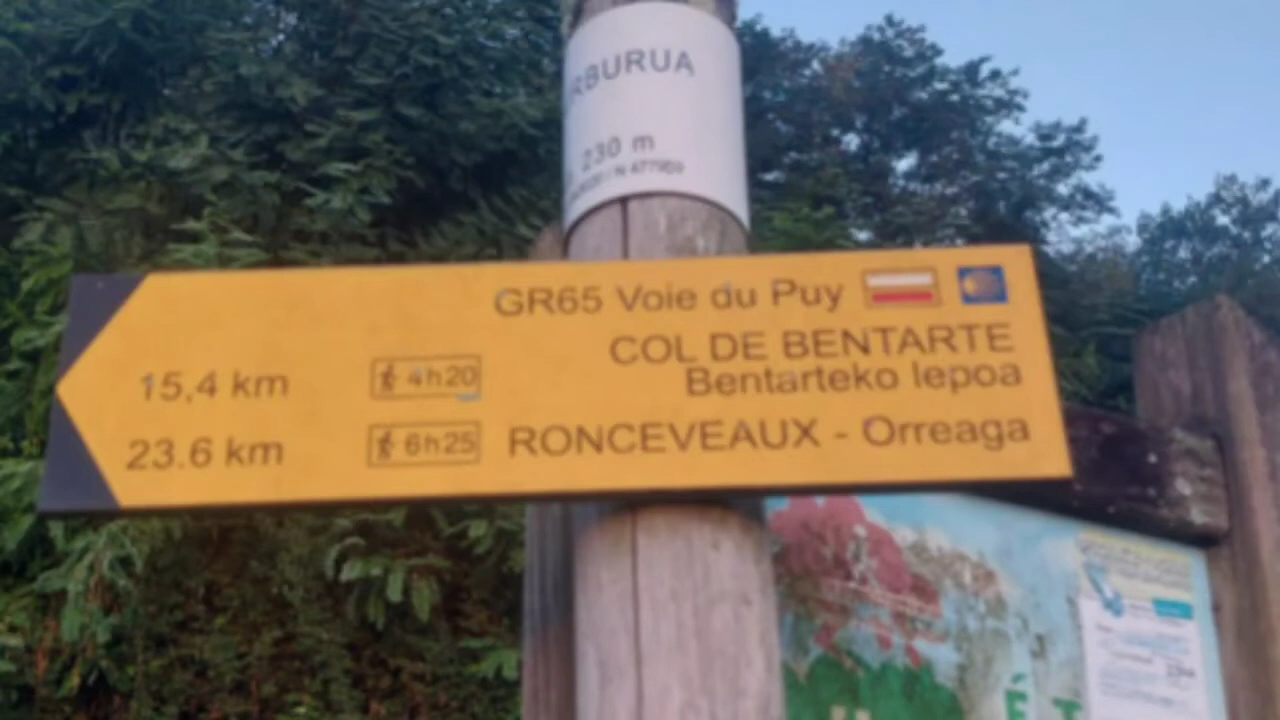 RBURUA
230 m
GR65 Voie du Puy
COL DE BENTARTE
Bentarteko lepoa
15,4 km 4h20
23.6 km 6h25 RONCEVEAUX - Orreaga